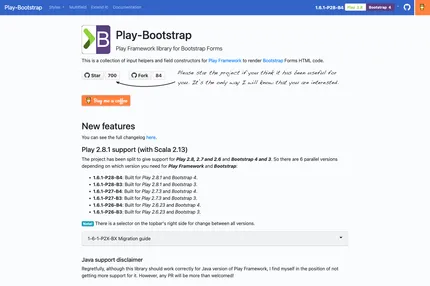 Play-Bootstrap Styles Multifield Extend it Documentation 1.6.1-P28-B4 Play 2.8 Bootstrap 4
Play-Bootstrap
Play Framework library for Bootstrap Forms
This is a collection of input helpers and field constructors for Play Framework to render Bootstrap Forms HTML code.
Star 700 Fork 84
Please star the project if you think it has been useful for
you. It's the only way I will know that you are interested.
Buy me a coffee
New features
You can see the full changelog here.
Play 2.8.1 support (with Scala 2.13)
The project has been split to give support for Play 2.8, 2.7 and 2.6 and Bootstrap 4 and 3. So there are 6 parallel versions
depending on which version you need for Play Framework and Bootstrap:
• 1.6.1-P28-B4: Built for Play 2.8.1 and Bootstrap 4.
• 1.6.1-P28-B3: Built for Play 2.8.1 and Bootstrap 3.
• 1.6.1-P27-B4: Built for Play 2.7.3 and Bootstrap 4.
• 1.6.1-P27-B3: Built for Play 2.7.3 and Bootstrap 3.
• 1.6.1-P26-B4: Built for Play 2.6.23 and Bootstrap 4.
• 1.6.1-P26-B3: Built for Play 2.6.23 and Bootstrap 3.
Note! There is a selector on the topbar's right side for change between all versions.
1-6-1-P2X-BX Migration guide
Java support disclaimer
Regretfully, although this library should work correctly for Java version of Play Framework, I find myself in the position of not
getting more support for it. However, any PR will be more than welcomed!